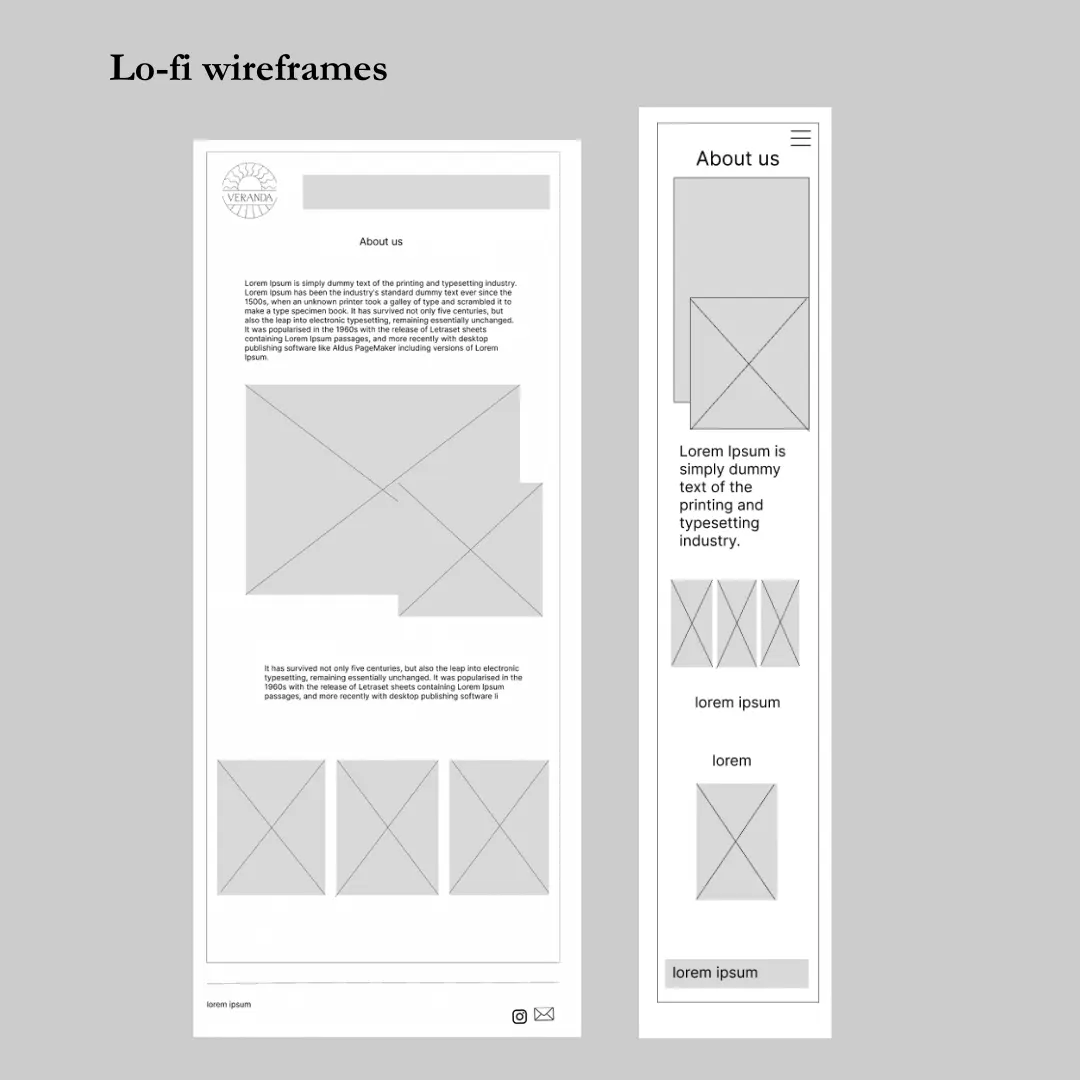 Lo-fi wireframes
VERANDA
About us
Lorem Ipsum is simply dummy text of the printing and typesetting industry.
Lorem Ipsum has been the industry's standard dummy text ever since the
1500s, when an unknown printer took a galley of type and scrambled it to
make a type specimen book. It has survived not only five centuries, but
also the leap into electronic typesetting, remaining essentially unchanged.
It was popularised in the 1960s with the release of Letraset sheets
containing Lorem Ipsum passages, and more recently with desktop
publishing software like Aldus PageMaker including versions of Lorem
Ipsum.
It has survived not only five centuries, but also the leap into electronic
typesetting, remaining essentially unchanged. It was popularised in the
1960s with the release of Letraset sheets containing Lorem Ipsum
passages, and more recently with desktop publishing software li
lorem ipsum
About us
Lorem Ipsum is
simply dummy
text of the
printing and
typesetting
industry.
lorem ipsum
lorem
lorem ipsum